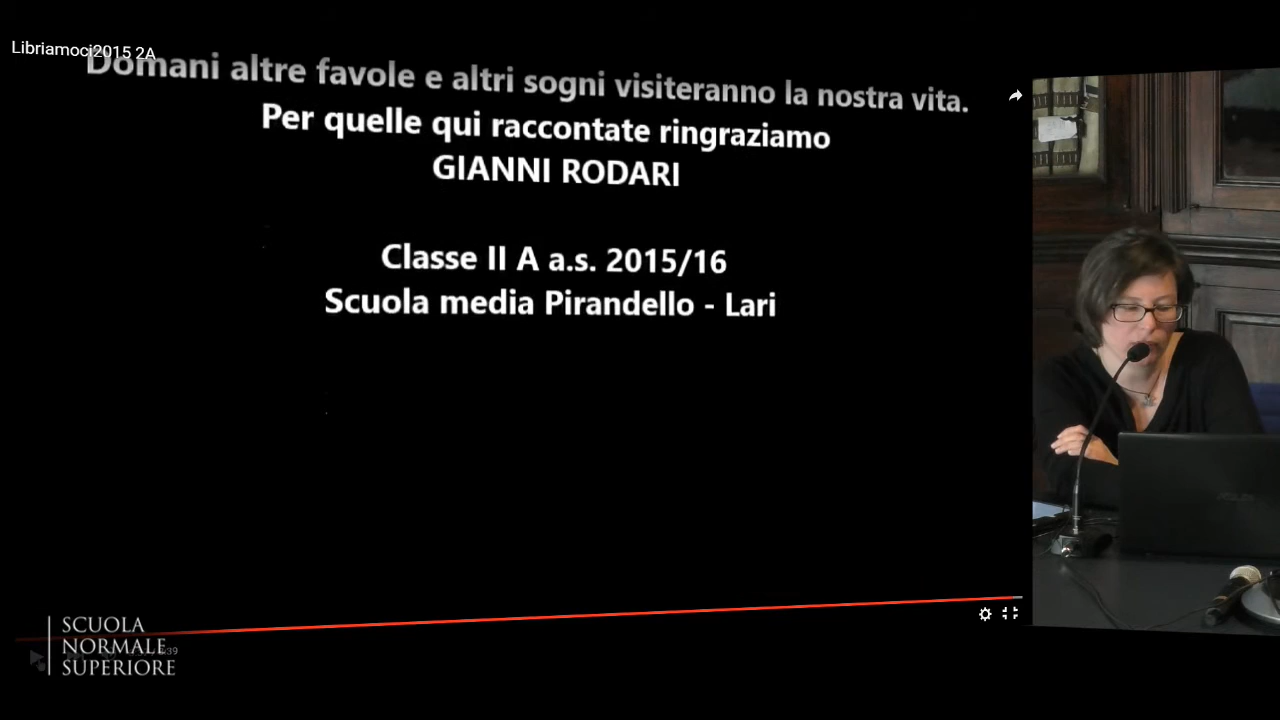 Libriamoci2015 2A
Domani altre favole e altri sogni visiteranno la nostra vita.
Per quelle qui raccontate ringraziamo
GIANNI RODARI
Classe II A a.s. 2015/16
Scuola media Pirandello - Lari
SCUOLA
NORMALE
SUPERIORE